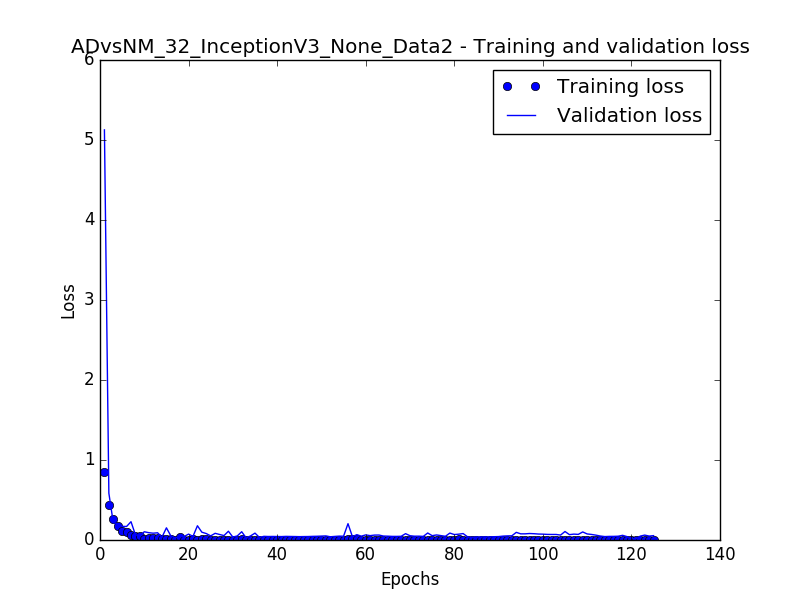 ADvsNM_32_InceptionV3_None_Data2 - Training and validation loss
Training loss
Validation loss
6
5
4
3
2
1
0
Loss
0 20 40 60 80 100 120 140
Epochs